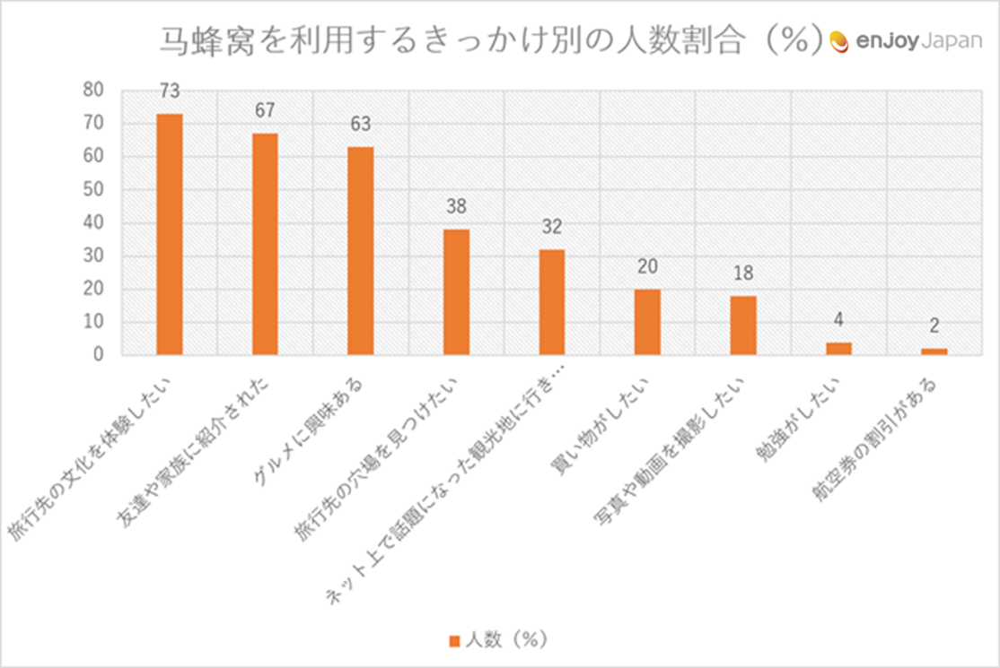 马蜂窝を利用するきっかけ別の人数割合（%）
enjoyJapan
80
70
60
50
40
30
20
10
0
73
67
63
38
32
20
18
4
2
旅行先の文化を体験したい
友達や家族に紹介された
グルメに興味ある
旅行先の穴場を見つけたい
ネット上で話題になった観光地に行き…
買い物がしたい
写真や動画を撮影したい
勉強がしたい
航空券の割引がある
人数（%）